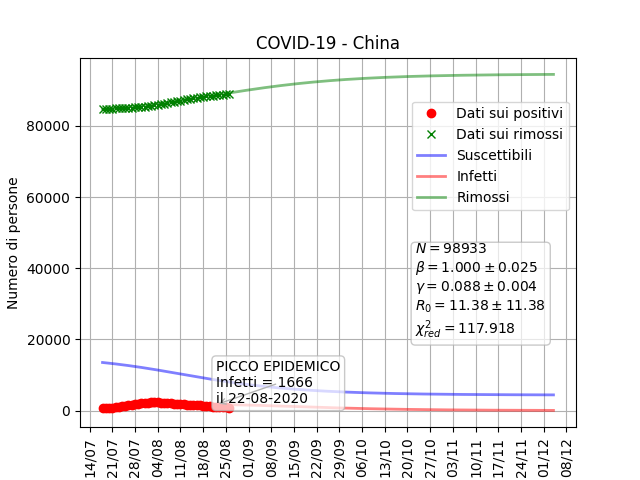 COVID-19 - China
Numero di persone
80000
60000
40000
20000
0
Dati sui positivi
Dati sui rimossi
Suscettibili
Infetti
Rimossi
N = 98933
β = 1.000 ± 0.025
γ = 0.088 ± 0.004
R₀ = 11.38 ± 11.38
χ²red = 117.918
PICCO EPIDEMICO
Infetti = 1666
il 22-08-2020
14/07 21/07 28/07 04/08 11/08 18/08 25/08 01/09 08/09 15/09 22/09 29/09 06/10 13/10 20/10 27/10 03/11 10/11 17/11 24/11 01/12 08/12